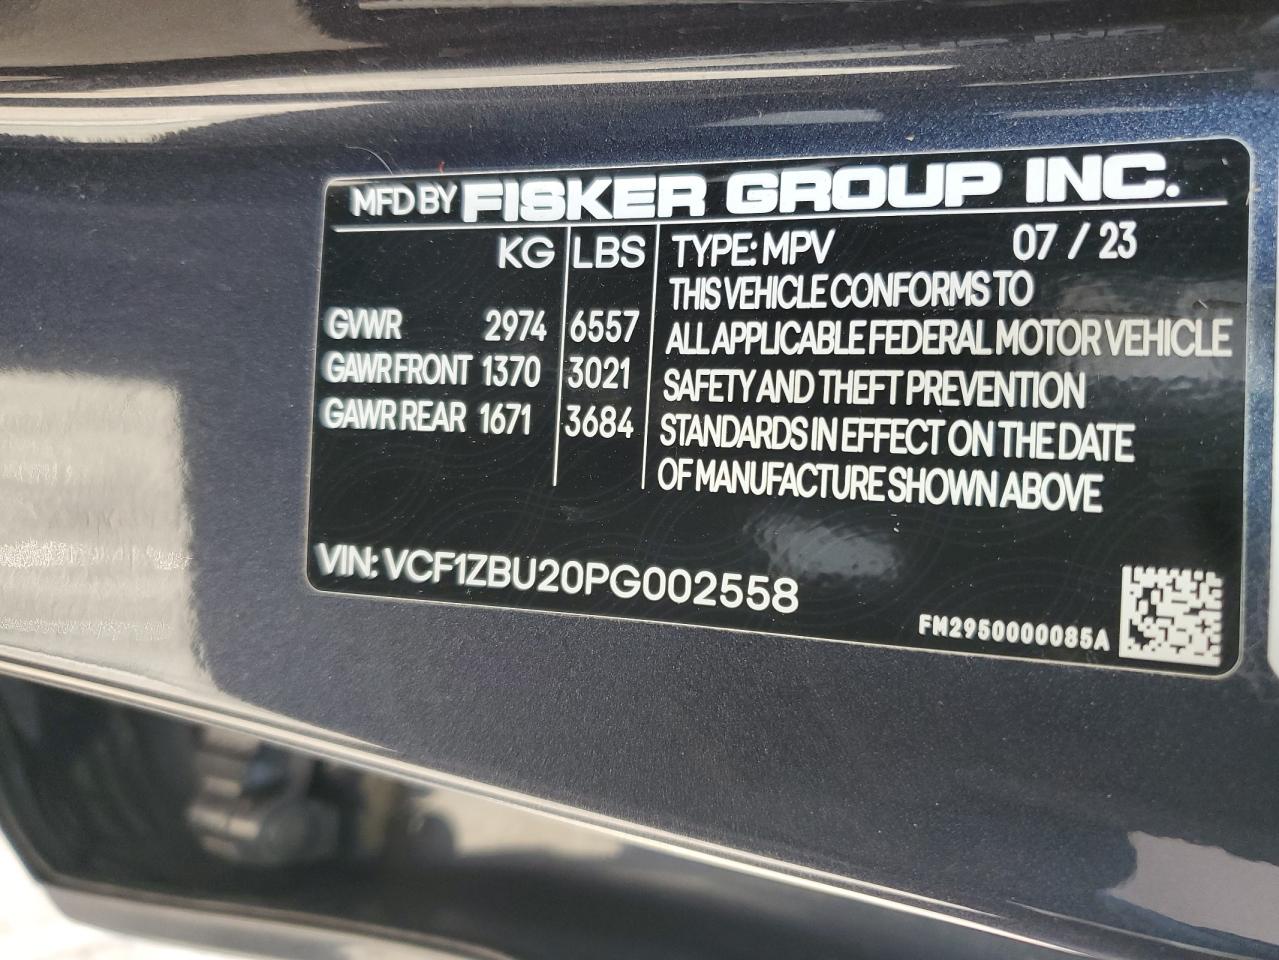 MFD BY FISKER GROUP INC.
KG LBS TYPE: MPV 07 / 23
THIS VEHICLE CONFORMS TO
GVWR 2974 6557 ALL APPLICABLE FEDERAL MOTOR VEHICLE
GAWR FRONT 1370 3021 SAFETY AND THEFT PREVENTION
GAWR REAR 1671 3684 STANDARDS IN EFFECT ON THE DATE
OF MANUFACTURE SHOWN ABOVE
VIN: VCF1ZBU20PG002558
FM2950000085A